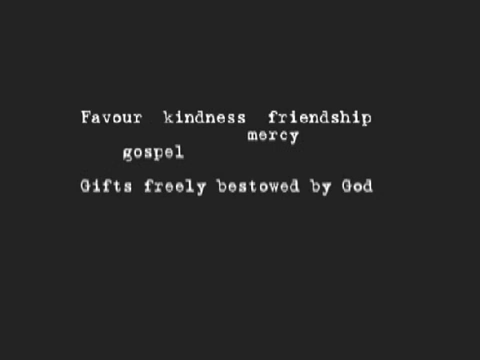 Favour kindness friendship
mercy
gospel
Gifts freely bestowed by God